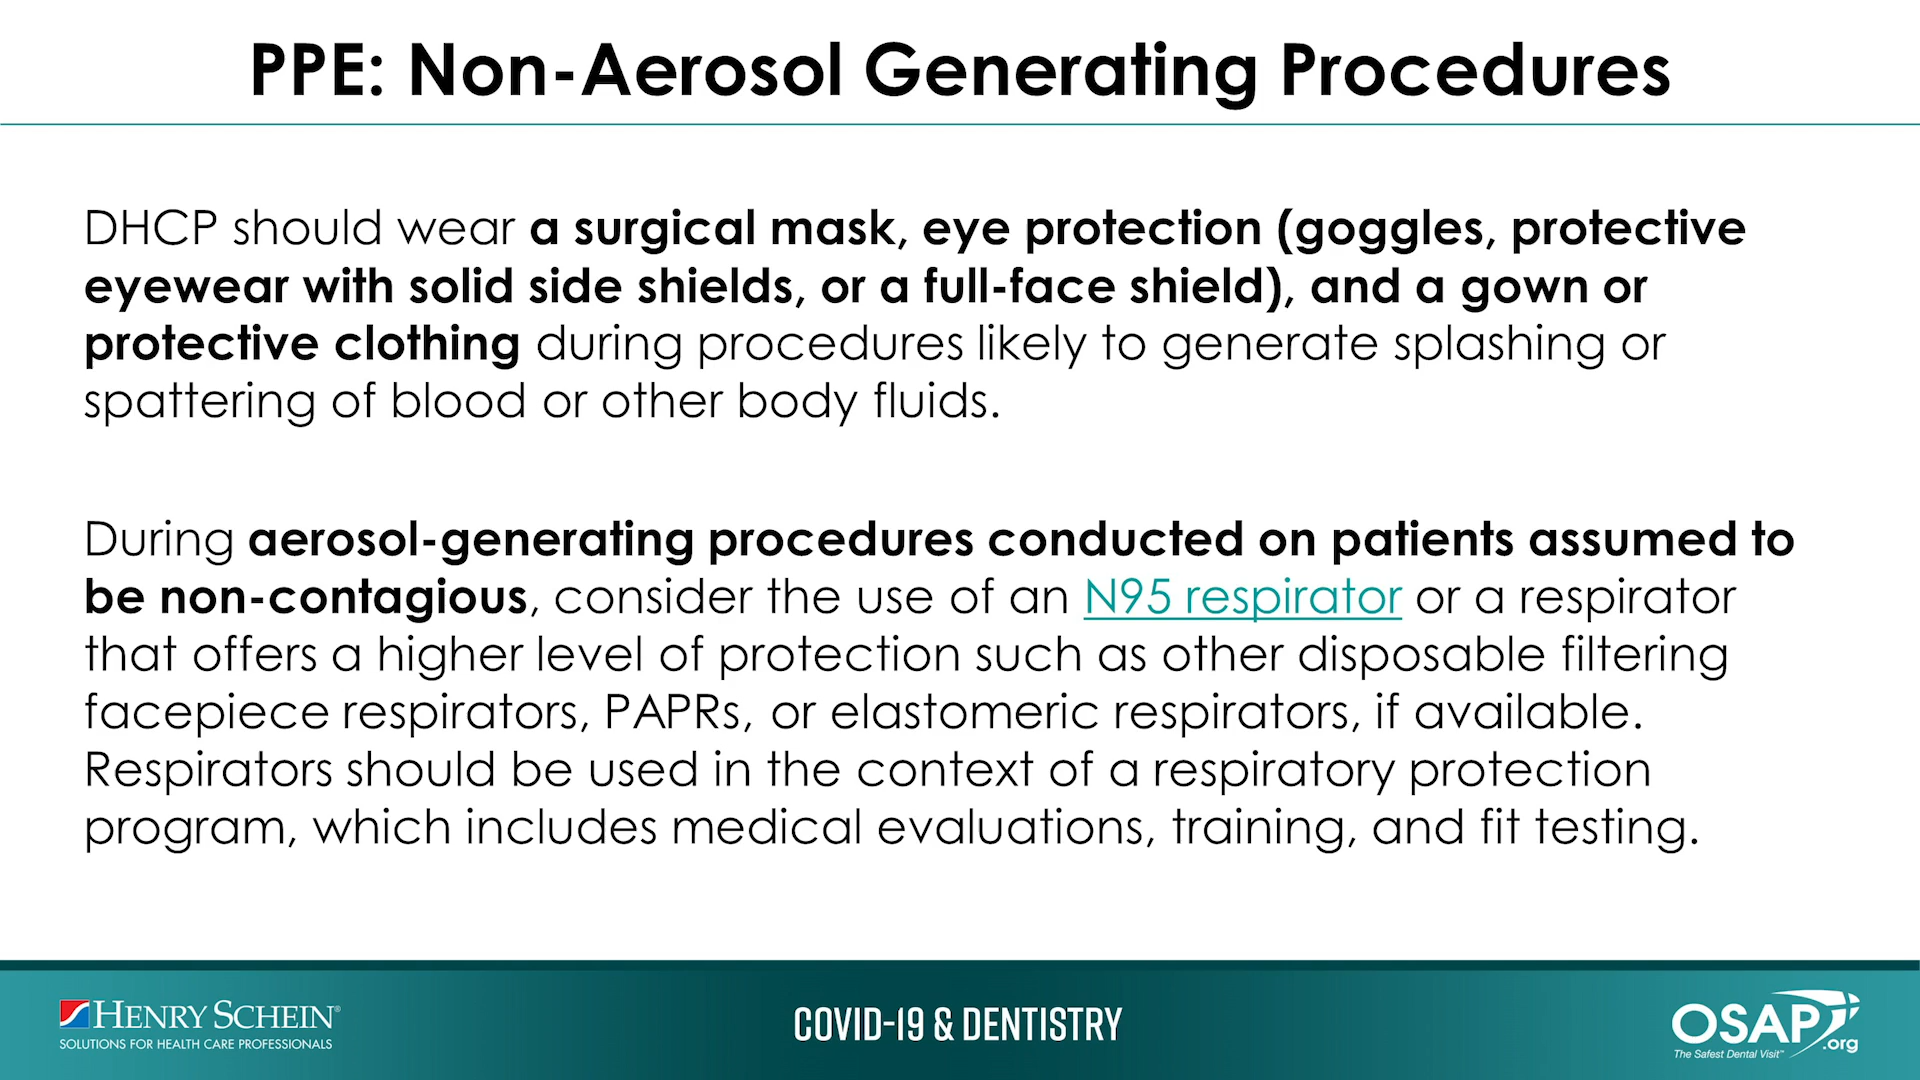 PPE: Non-Aerosol Generating Procedures
DHCP should wear a surgical mask, eye protection (goggles, protective
eyewear with solid side shields, or a full-face shield), and a gown or
protective clothing during procedures likely to generate splashing or
spattering of blood or other body fluids.
During aerosol-generating procedures conducted on patients assumed to
be non-contagious, consider the use of an N95 respirator or a respirator
that offers a higher level of protection such as other disposable filtering
facepiece respirators, PAPRs, or elastomeric respirators, if available.
Respirators should be used in the context of a respiratory protection
program, which includes medical evaluations, training, and fit testing.
HENRY SCHEIN®
SOLUTIONS FOR HEALTH CARE PROFESSIONALS
COVID-19 & DENTISTRY
OSAP
.org
The Safest Dental Visit™